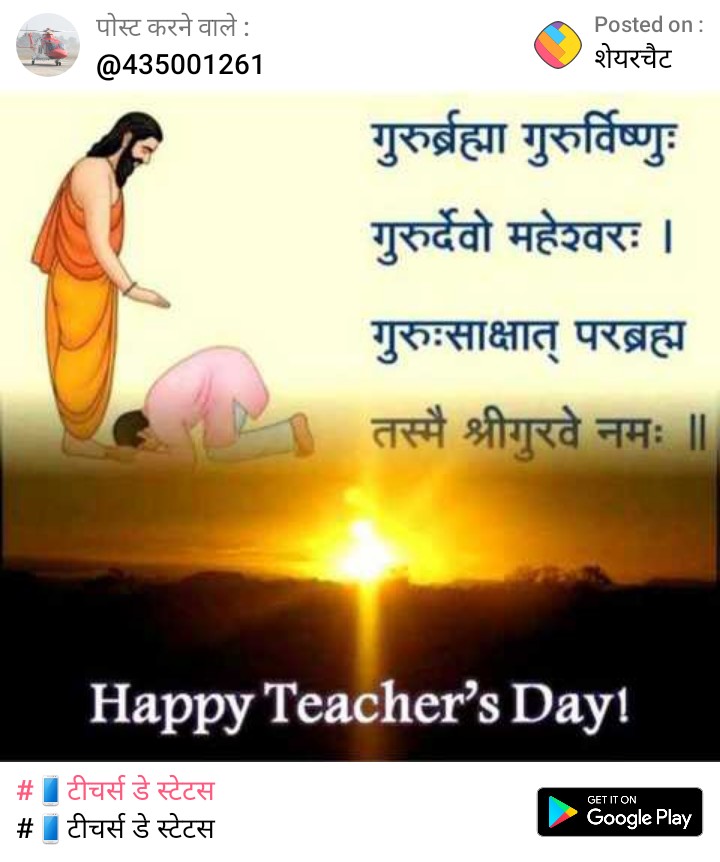 पोस्ट करने वाले :
@435001261
Posted on :
शेयरचैट
गुरुर्ब्रह्मा गुरुर्विष्णुः
गुरुर्देवो महेश्वरः ।
गुरुःसाक्षात् परब्रह्म
तस्मै श्रीगुरवे नमः ॥
Happy Teacher's Day!
#📱टीचर्स डे स्टेटस
#📱टीचर्स डे स्टेटस
GET IT ON
Google Play